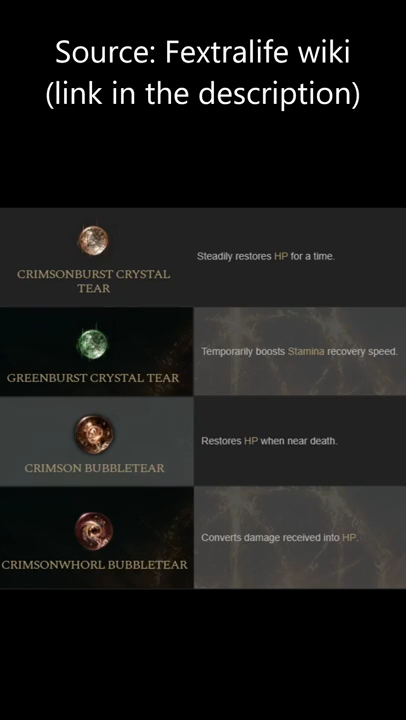 Source: Fextralife wiki
(link in the description)
Steadily restores HP for a time.
CRIMSONBURST CRYSTAL
TEAR
Temporarily boosts Stamina recovery speed.
GREENBURST CRYSTAL TEAR
Restores HP when near death.
CRIMSON BUBBLETEAR
Converts damage received into HP.
CRIMSONWHORL BUBBLETEAR